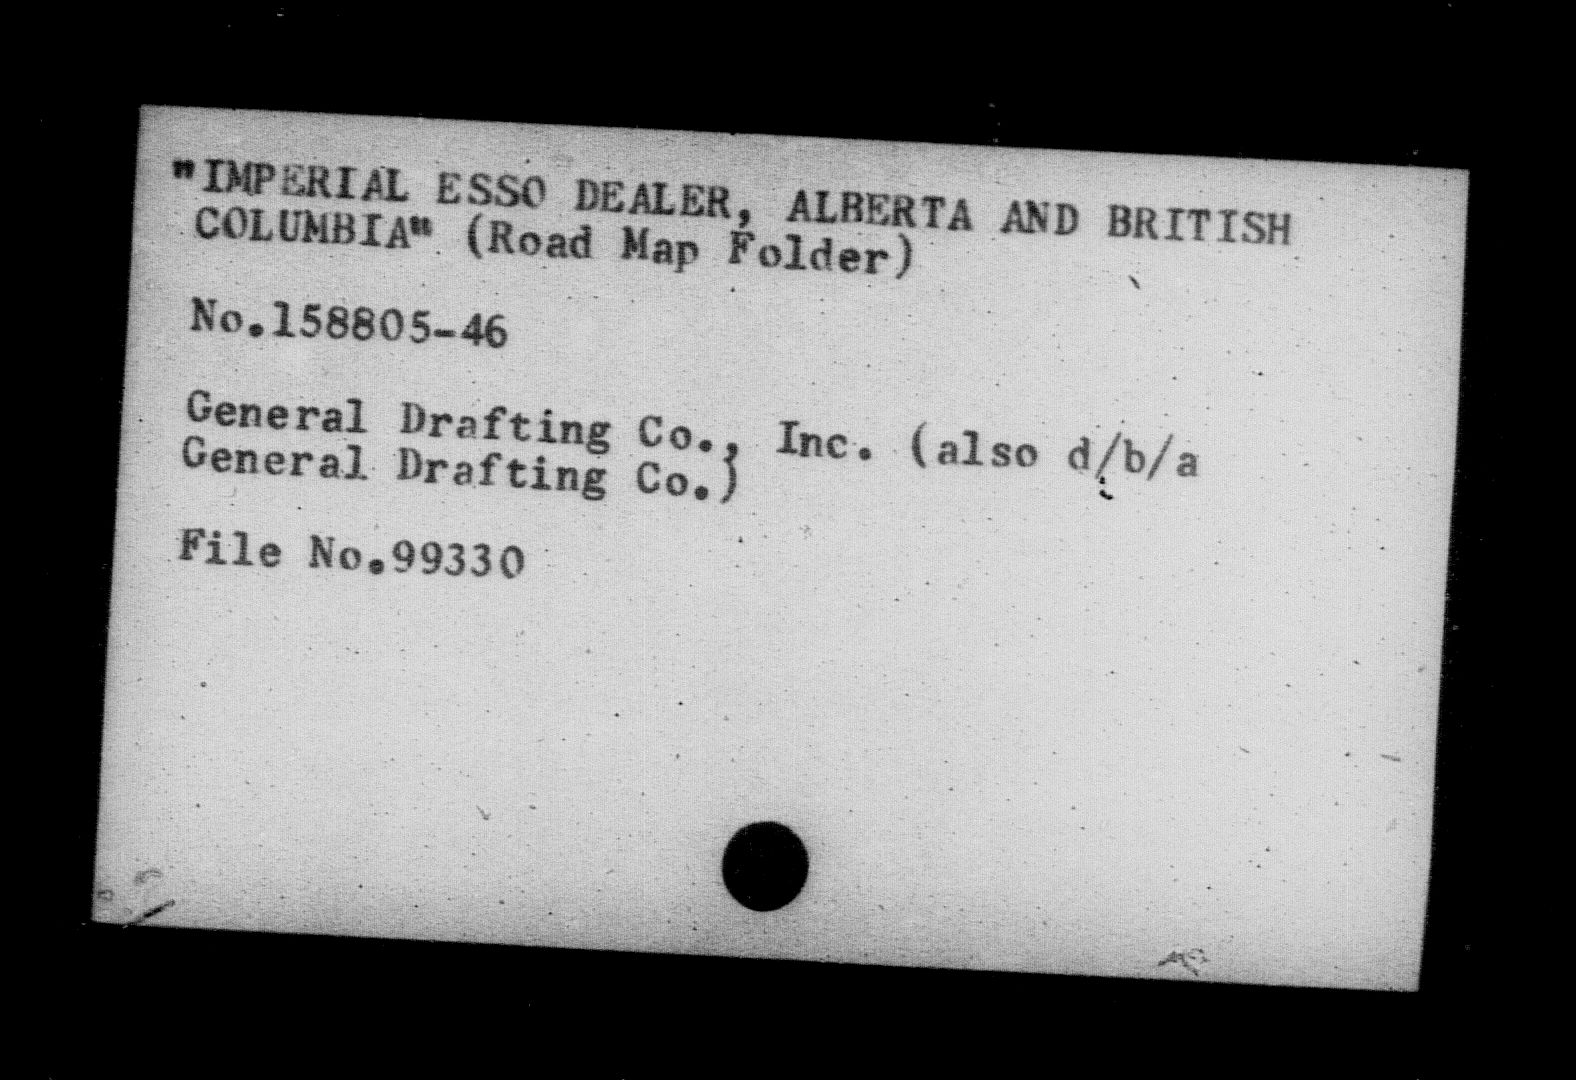 "IMPERIAL ESSO DEALER, ALBERTA AND BRITISH
COLUMBIA" (Road Map Folder)
No.158805-46
General Drafting Co., Inc. (also d/b/a
General Drafting Co.)
File No.99330